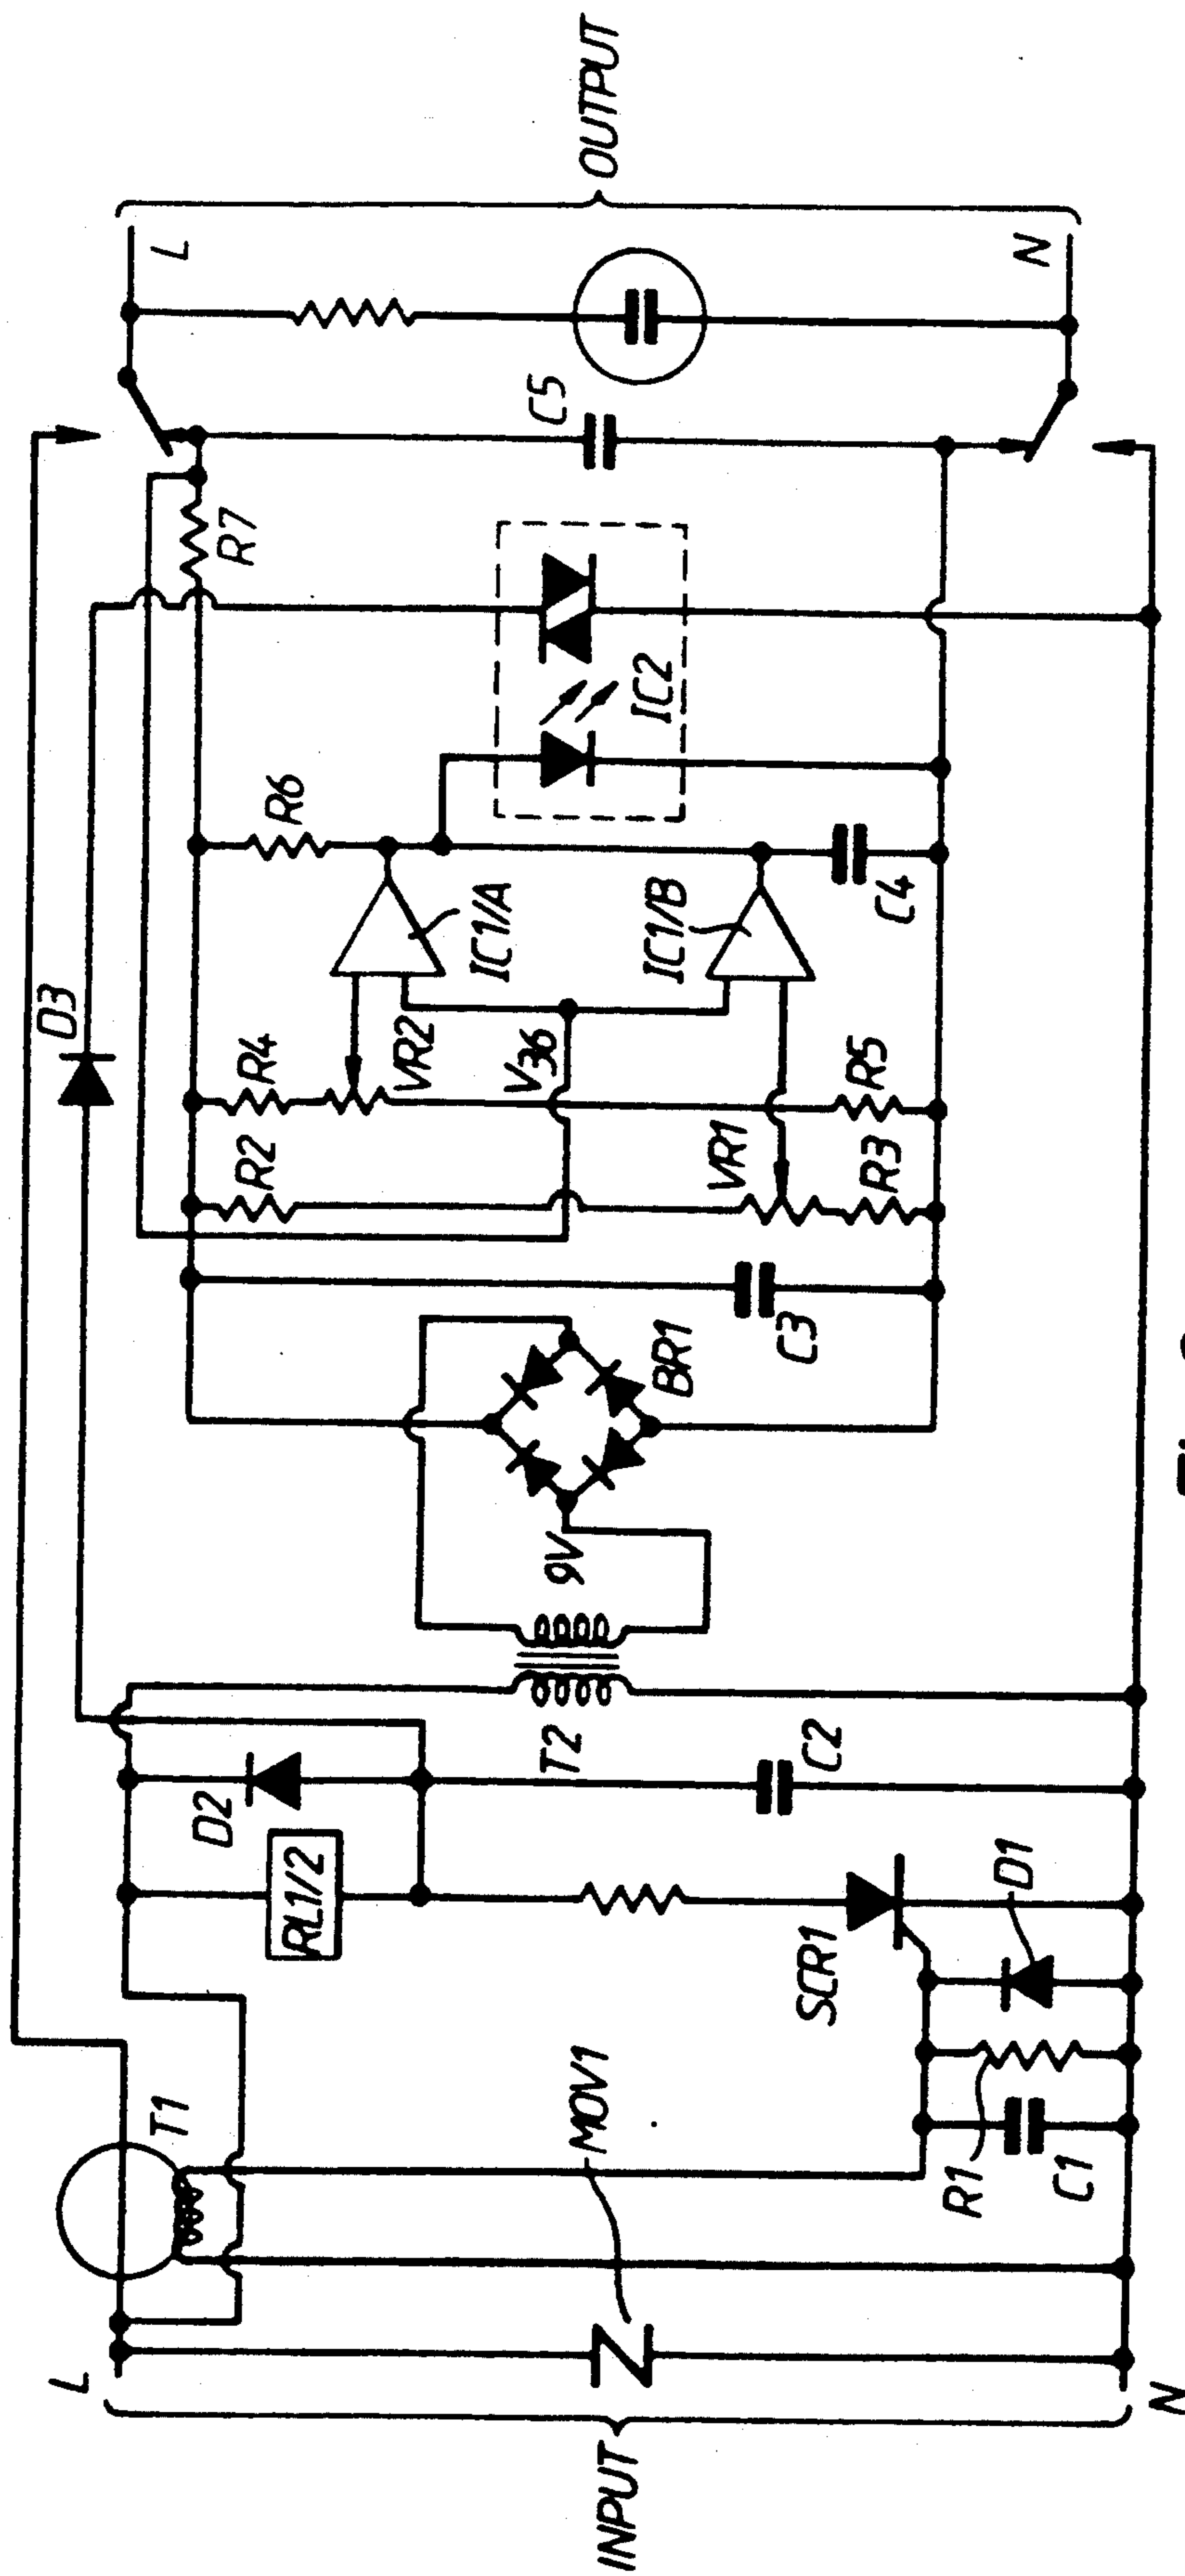 INPUT
L
N
MOV1
T1
R1
C1
D1
SCR1
RL1/2
D2
C2
T2
9V
BR1
C3
D3
R2
R4
VR2
V36
VR1
R3
R5
IC1/A
IC1/B
R6
C4
IC2
R7
C5
L
N
OUTPUT